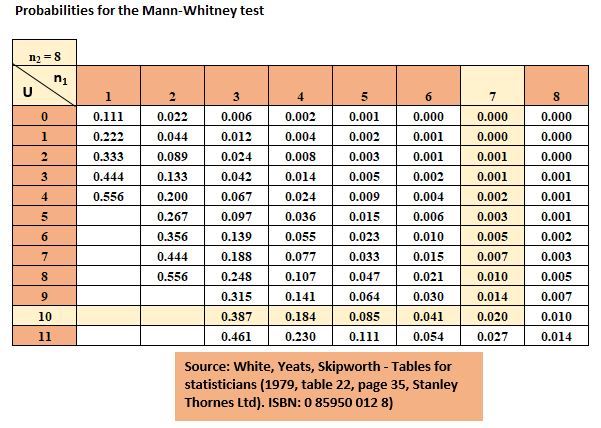 Probabilities for the Mann-Whitney test
n₂ = 8
n₁
U
1 2 3 4 5 6 7 8
0 0.111 0.022 0.006 0.002 0.001 0.000 0.000 0.000
1 0.222 0.044 0.012 0.004 0.002 0.001 0.000 0.000
2 0.333 0.089 0.024 0.008 0.003 0.001 0.001 0.000
3 0.444 0.133 0.042 0.014 0.005 0.002 0.001 0.001
4 0.556 0.200 0.067 0.024 0.009 0.004 0.002 0.001
5 0.267 0.097 0.036 0.015 0.006 0.003 0.001
6 0.356 0.139 0.055 0.023 0.010 0.005 0.002
7 0.444 0.188 0.077 0.033 0.015 0.007 0.003
8 0.556 0.248 0.107 0.047 0.021 0.010 0.005
9 0.315 0.141 0.064 0.030 0.014 0.007
10 0.387 0.184 0.085 0.041 0.020 0.010
11 0.461 0.230 0.111 0.054 0.027 0.014
Source: White, Yeats, Skipworth - Tables for
statisticians (1979, table 22, page 35, Stanley
Thornes Ltd). ISBN: 0 85950 012 8)